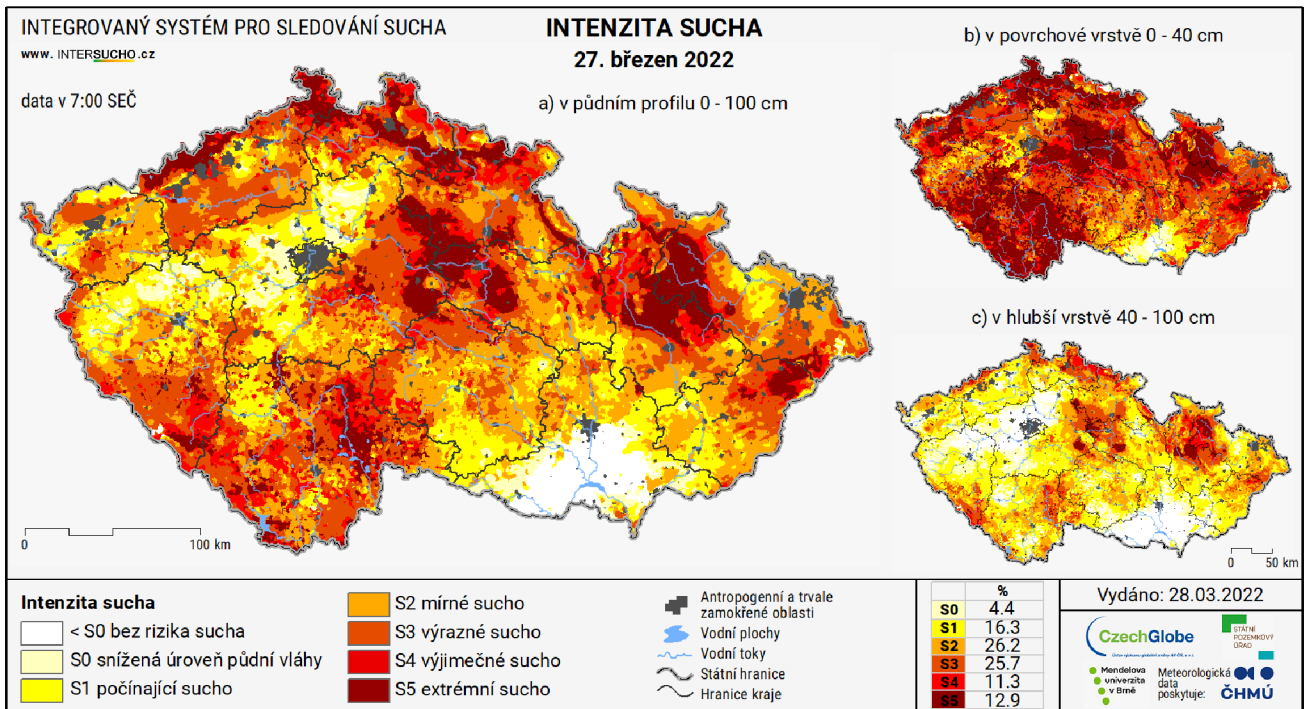 INTEGROVANÝ SYSTÉM PRO SLEDOVÁNÍ SUCHA
www. INTERSUCHO.cz
data v 7:00 SEČ
INTENZITA SUCHA
27. březen 2022
a) v půdním profilu 0 - 100 cm
b) v povrchové vrstvě 0 - 40 cm
c) v hlubší vrstvě 40 - 100 cm
0 100 km
0 50 km
Intenzita sucha
< S0 bez rizika sucha
S0 snížená úroveň půdní vláhy
S1 počínající sucho
S2 mírné sucho
S3 výrazné sucho
S4 výjimečné sucho
S5 extrémní sucho
Antropogenní a trvale
zamokřené oblasti
Vodní plochy
Vodní toky
Státní hranice
Hranice kraje
%
S0 4.4
S1 16.3
S2 26.2
S3 25.7
S4 11.3
S5 12.9
Vydáno: 28.03.2022
CzechGlobe
STÁTNÍ
POZEMKOVÝ
ÚŘAD
Mendelova
univerzita
v Brně
Meteorologická
data
poskytuje:
ČHMÚ